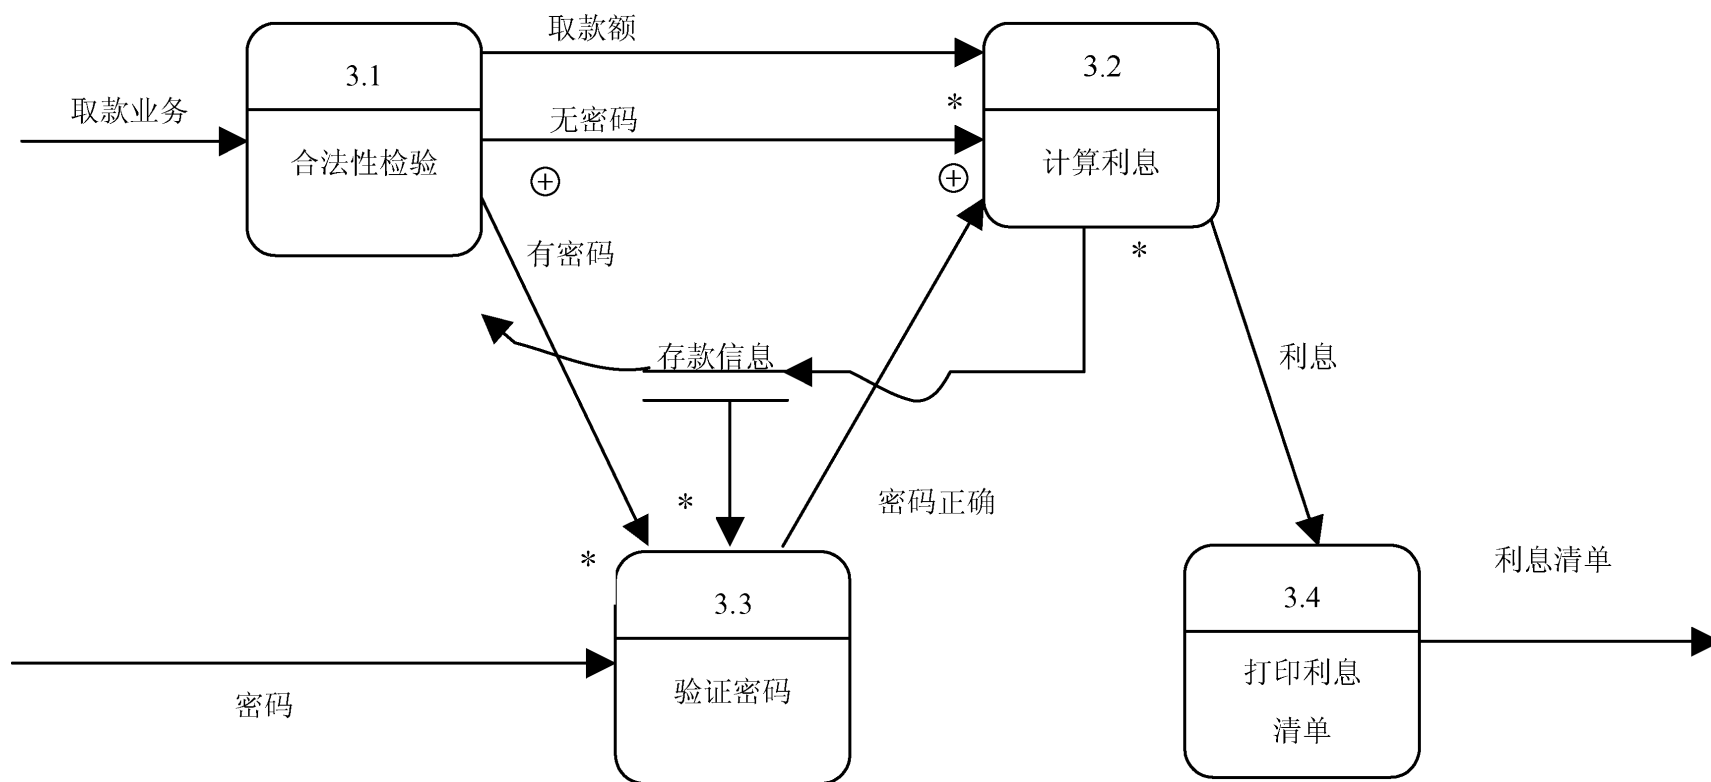 取款额
3.1
3.2
取款业务
*
无密码
合法性检验
计算利息
⊕
⊕
有密码
*
存款信息
利息
*
密码正确
*
利息清单
3.3
3.4
验证密码
打印利息
清单
密码